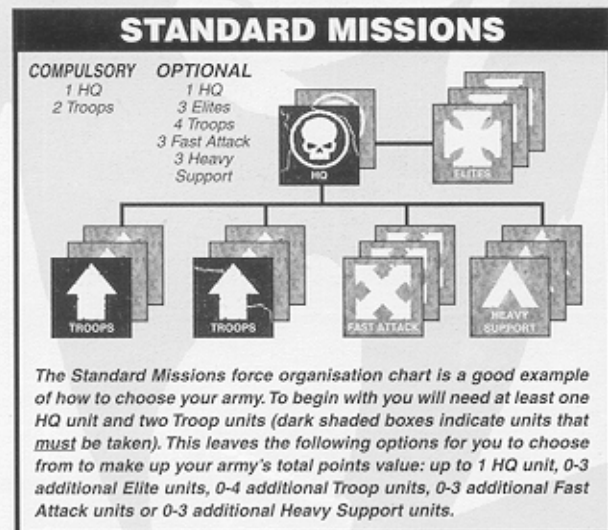 STANDARD MISSIONS
COMPULSORY
1 HQ
2 Troops
OPTIONAL
1 HQ
3 Elites
4 Troops
3 Fast Attack
3 Heavy
Support
HQ
ELITES
TROOPS
TROOPS
FAST ATTACK
HEAVY
SUPPORT
The Standard Missions force organisation chart is a good example
of how to choose your army. To begin with you will need at least one
HQ unit and two Troop units (dark shaded boxes indicate units that
must be taken). This leaves the following options for you to choose
from to make up your army's total points value: up to 1 HQ unit, 0-3
additional Elite units, 0-4 additional Troop units, 0-3 additional Fast
Attack units or 0-3 additional Heavy Support units.